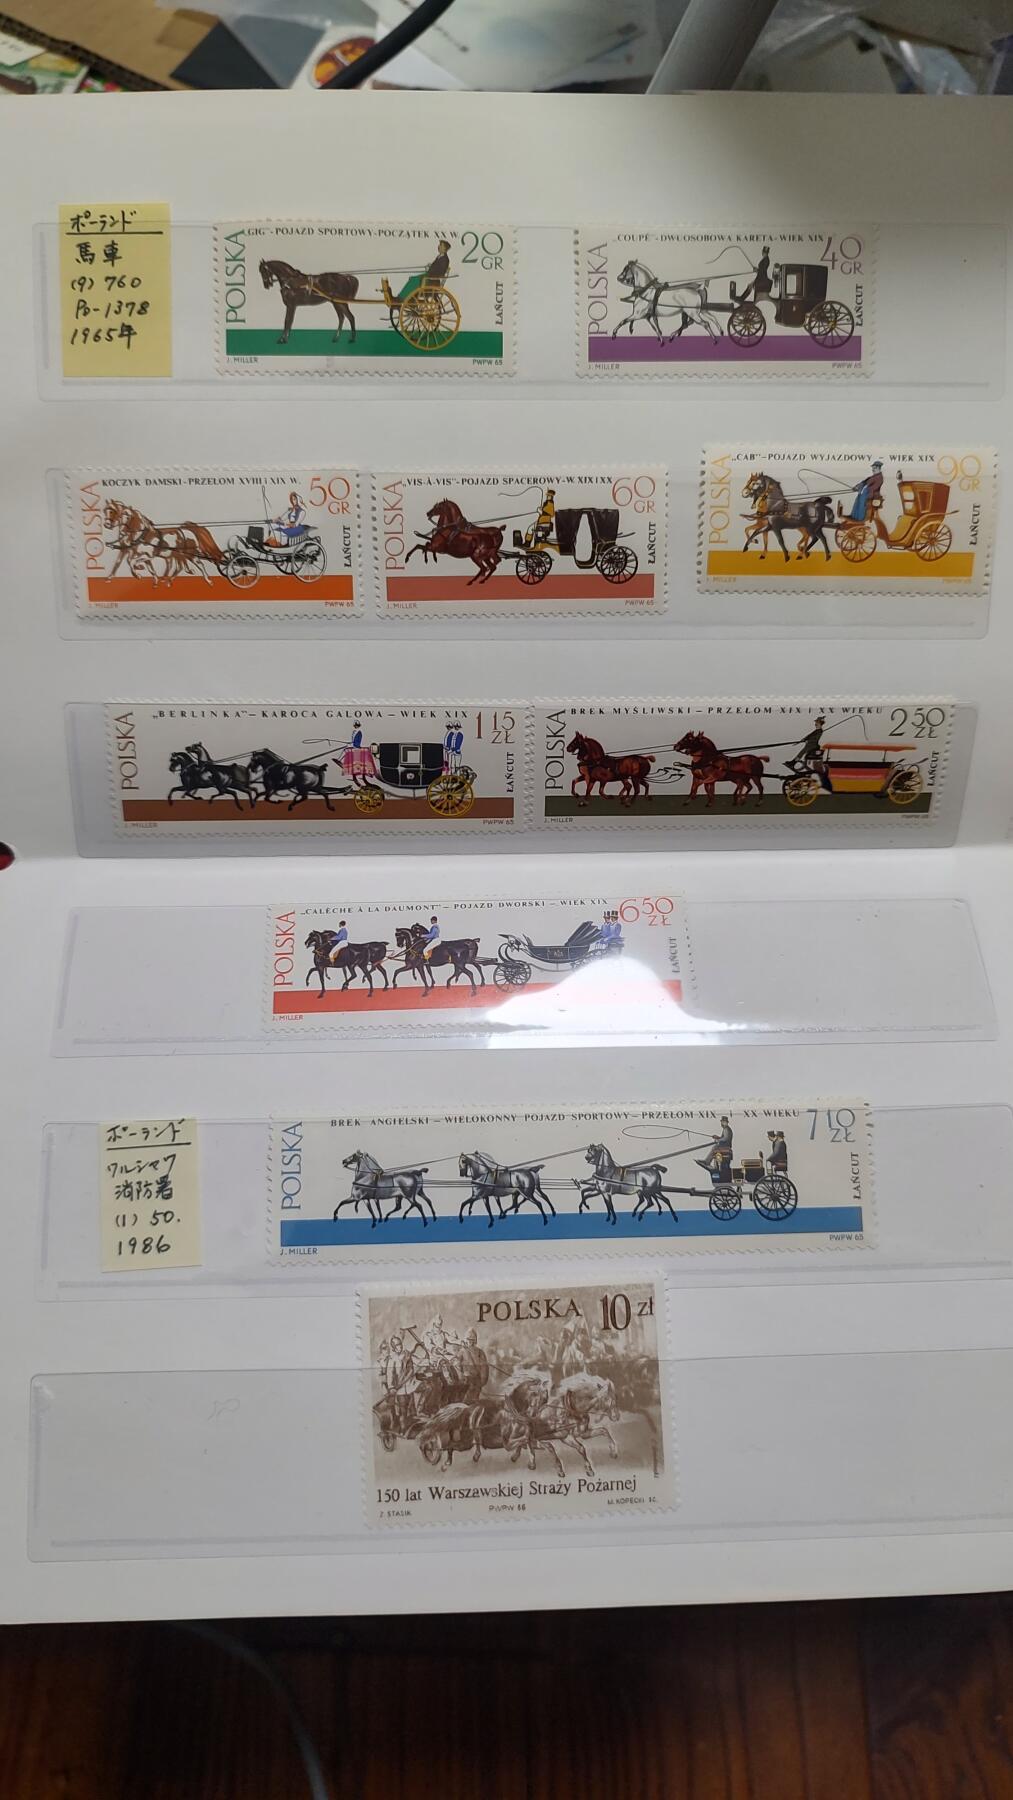 ポーランド
馬車
(9) 760
Po-1378
1965年
POLSKA
„GIG"-POJAZD SPORTOWY-POCZĄTEK XX W.
20
GR
ŁAŃCUT
J. MILLER
PWPW 65
POLSKA
„COUPÉ"-DWUOSOBOWA KARETA-WIEK XIX
40
GR
ŁAŃCUT
J. MILLER
PWPW 65
POLSKA
KOCZYK DAMSKI-PRZEŁOM XVIII i XIX W.
50
GR
ŁAŃCUT
J. MILLER
PWPW 65
POLSKA
„VIS-À-VIS"-POJAZD SPACEROWY-W. XIX i XX
60
GR
ŁAŃCUT
J. MILLER
PWPW 65
POLSKA
„CAB"-POJAZD WYJAZDOWY - WIEK XIX
90
GR
ŁAŃCUT
J. MILLER
PWPW 65
POLSKA
„BERLINKA"— KAROCA GALOWA — WIEK XIX
1 15
ZŁ
ŁAŃCUT
J. MILLER
PWPW 65
POLSKA
BREK MYŚLIWSKI — PRZEŁOM XIX i XX WIEKU
2 50
ZŁ
ŁAŃCUT
J. MILLER
PWPW 65
POLSKA
„CALÈCHE À LA DAUMONT"— POJAZD DWORSKI — WIEK XIX
6 50
ZŁ
ŁAŃCUT
J. MILLER
ポーランド
ワルシャワ
消防署
(1) 50.
1986
POLSKA
BREK ANGIELSKI — WIELOKONNY POJAZD SPORTOWY — PRZEŁOM XIX i XX WIEKU
7 10
ZŁ
ŁAŃCUT
J. MILLER
PWPW 65
POLSKA 10 zł
150 lat Warszawskiej Straży Pożarnej
Z. STASIK
PWPW 86
M. KOPECKI SC.